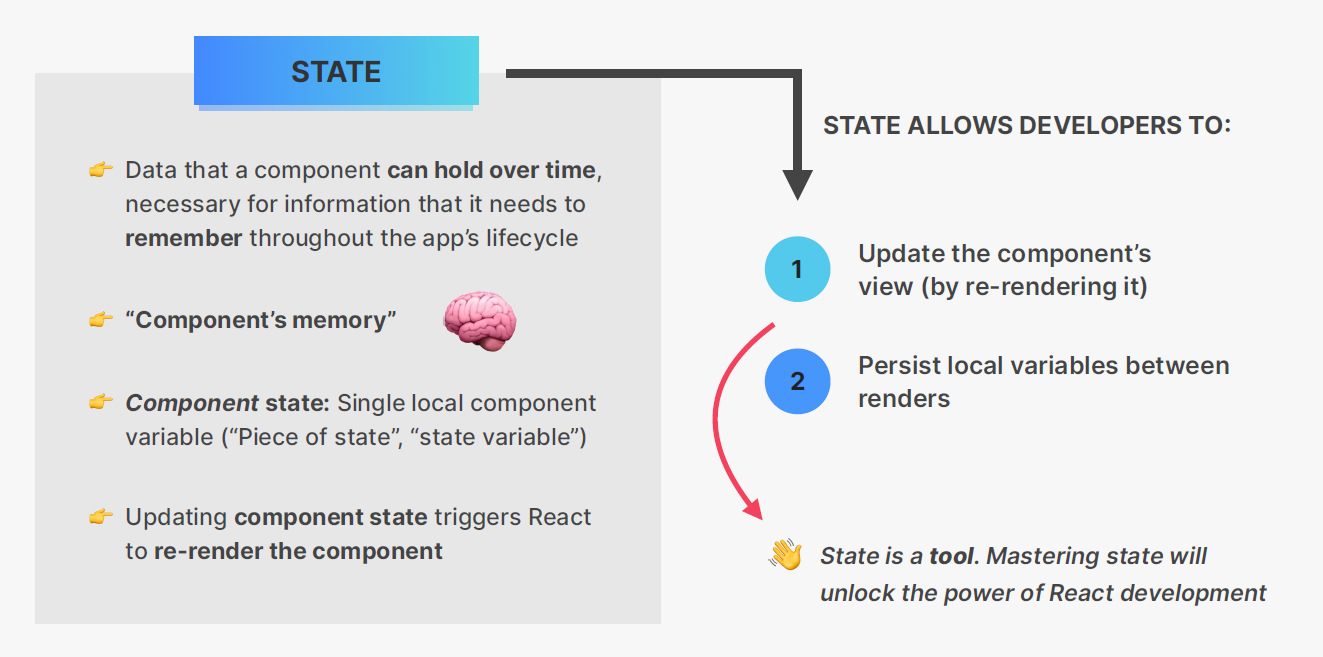 STATE
Data that a component can hold over time,
necessary for information that it needs to
remember throughout the app’s lifecycle
“Component’s memory”
Component state: Single local component
variable (“Piece of state”, “state variable”)
Updating component state triggers React
to re-render the component
STATE ALLOWS DEVELOPERS TO:
1
Update the component’s
view (by re-rendering it)
2
Persist local variables between
renders
State is a tool. Mastering state will
unlock the power of React development